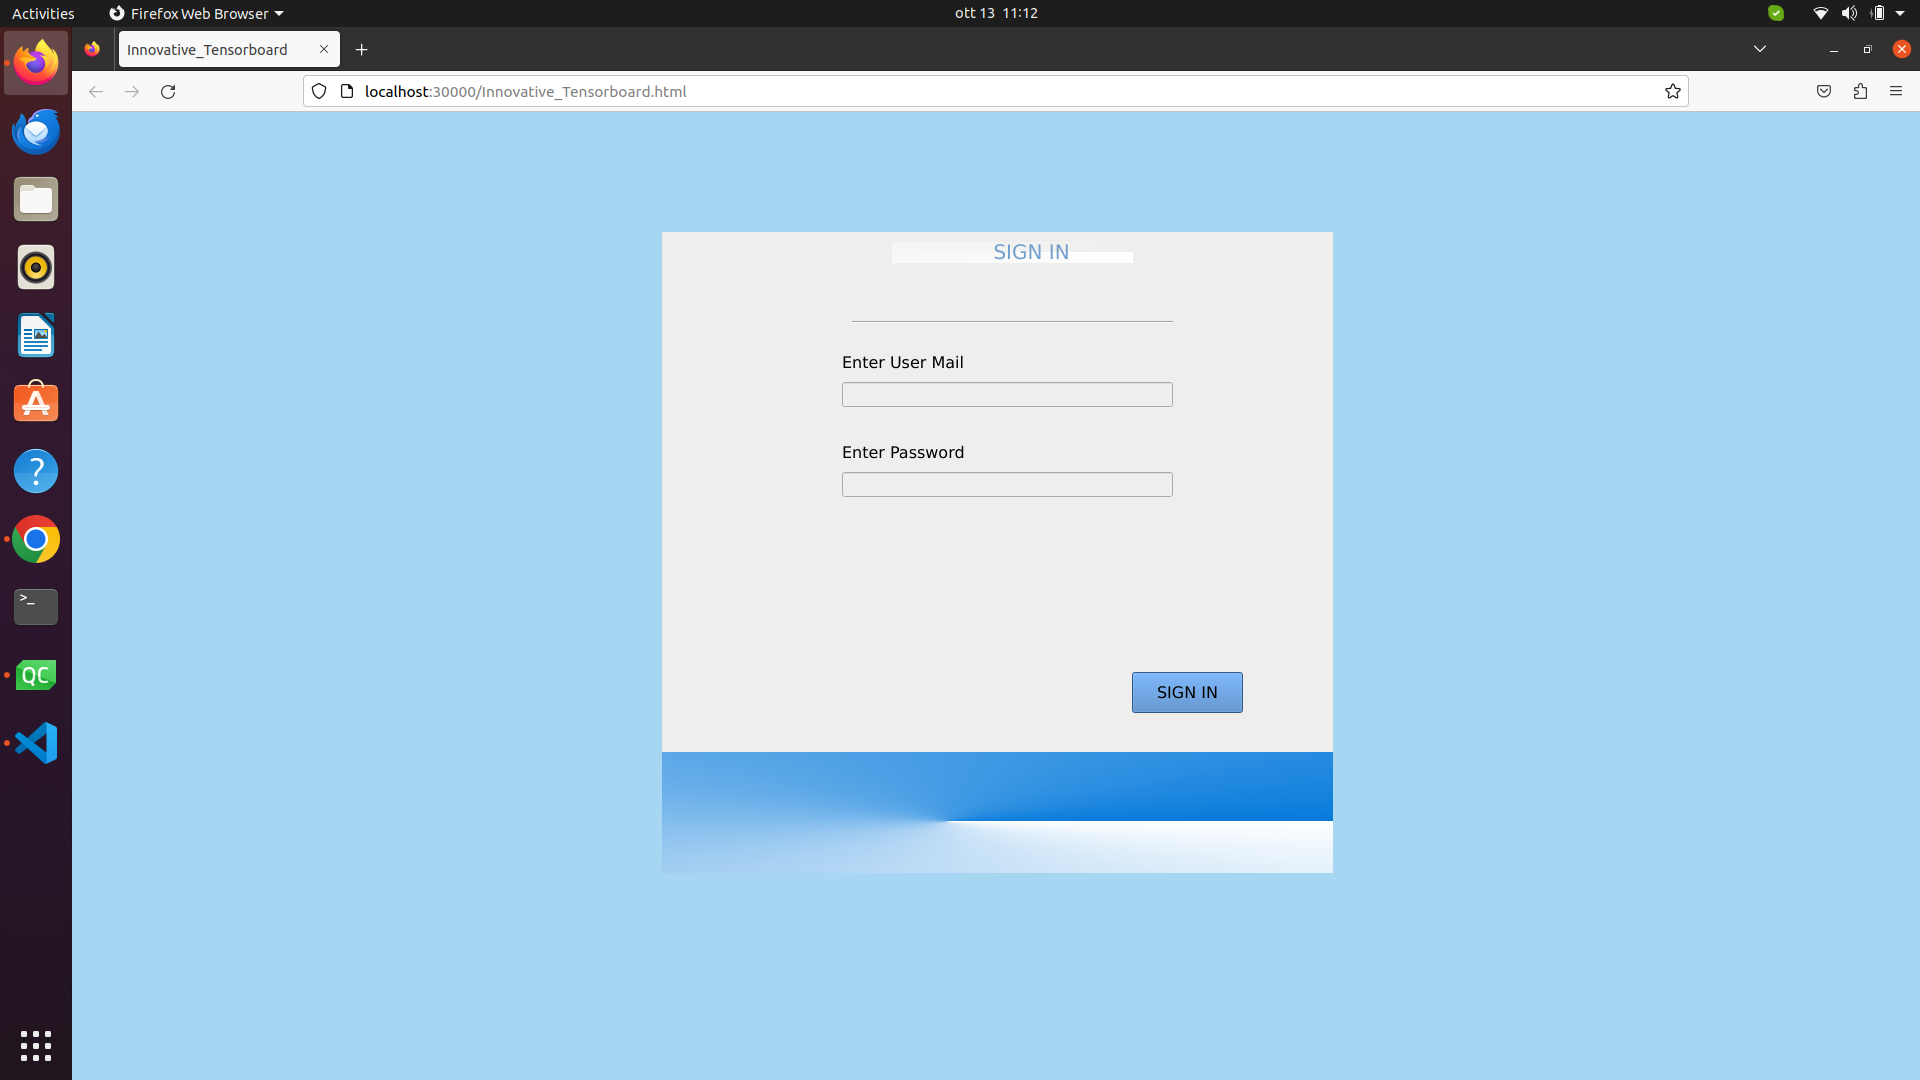 Activities
Firefox Web Browser
ott 13 11:12
Innovative_Tensorboard
localhost:30000/Innovative_Tensorboard.html
SIGN IN
Enter User Mail
Enter Password
SIGN IN
>_
QC